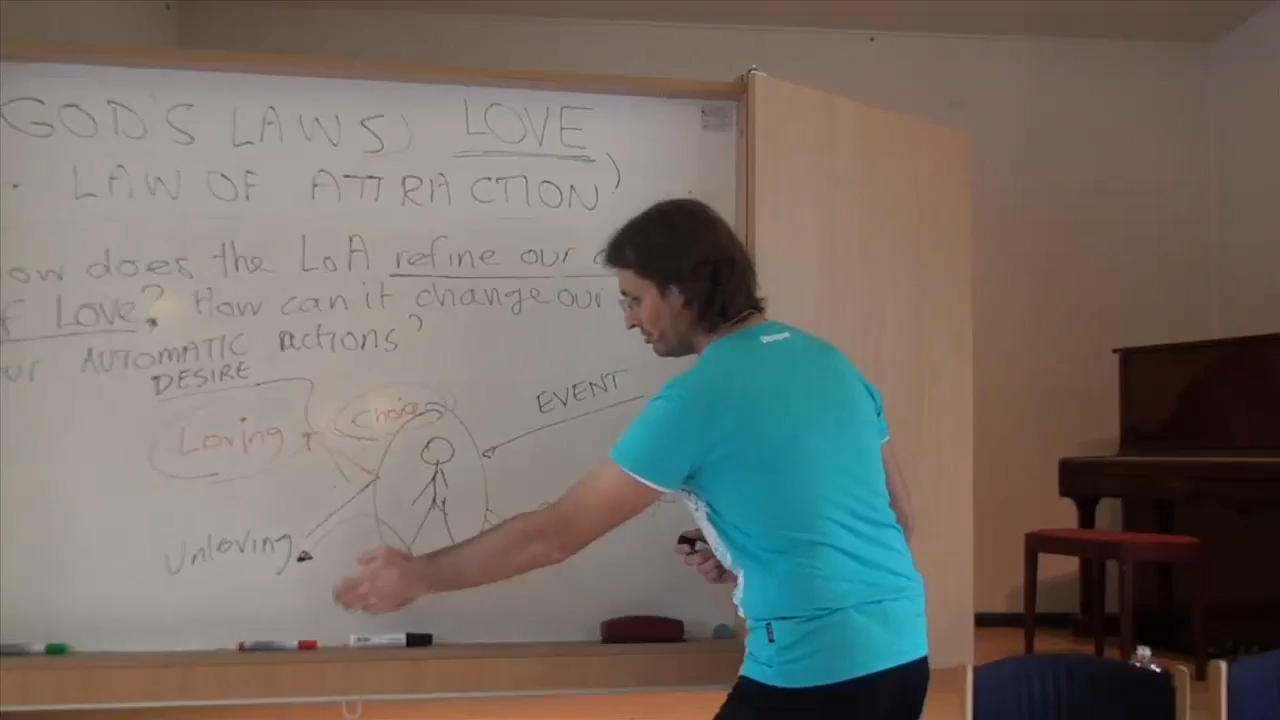 GOD'S LAWS) LOVE
. LAW OF ATTRACTION)
ow does the LoA refine our
f Love? How can it change our
ur AUTOMATIC actions?
DESIRE
EVENT
choice
Loving
Unloving